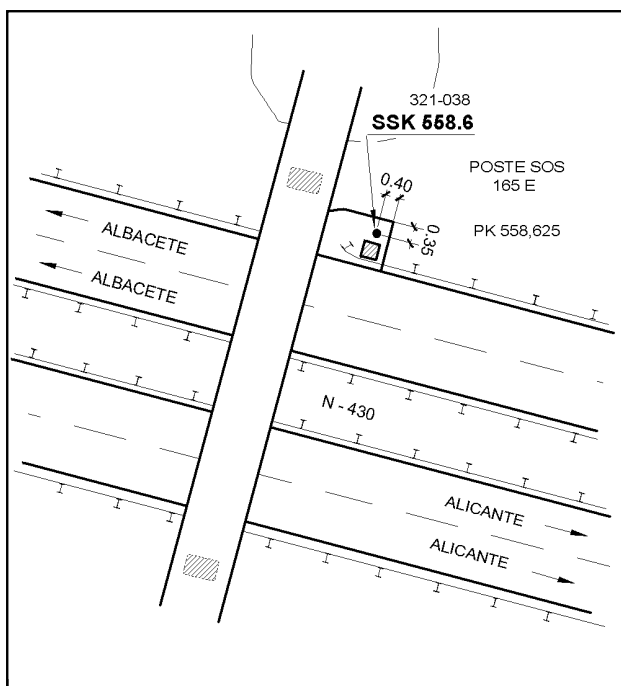 321-038
SSK 558.6
POSTE SOS
165 E
0.40
0.35
PK 558,625
ALBACETE
ALBACETE
N - 430
ALICANTE
ALICANTE